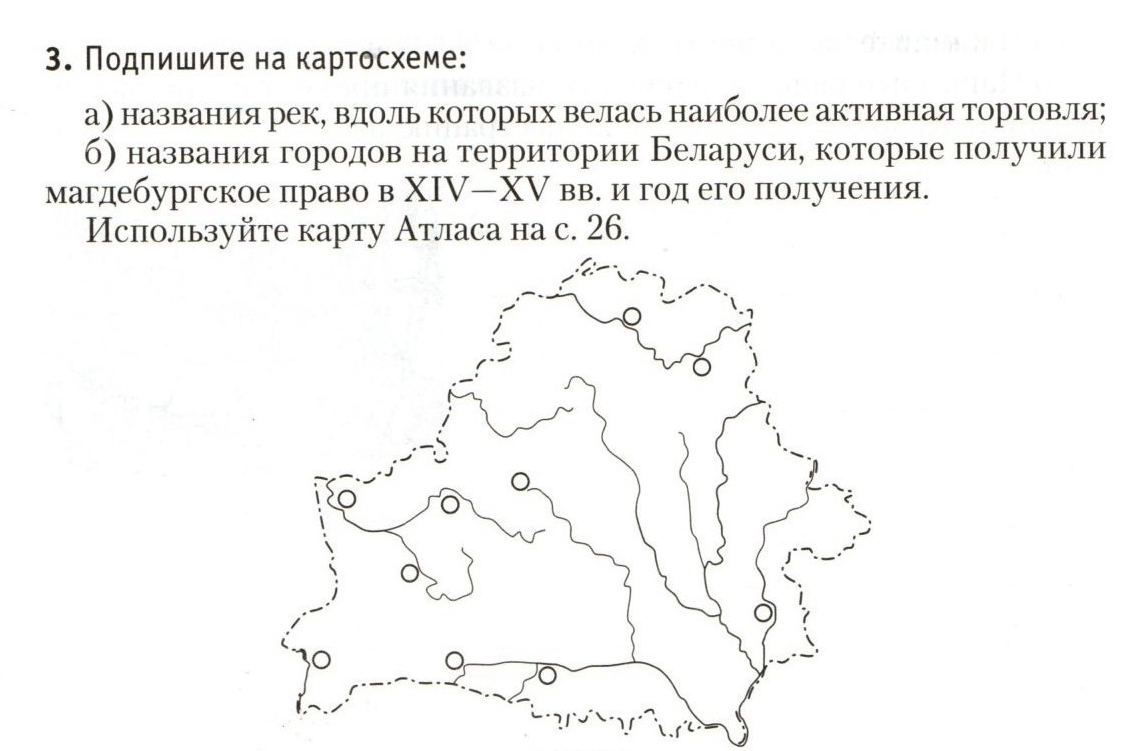 3. Подпишите на картосхеме:
а) названия рек, вдоль которых велась наиболее активная торговля;
б) названия городов на территории Беларуси, которые получили
магдебургское право в XIV—XV вв. и год его получения.
Используйте карту Атласа на с. 26.